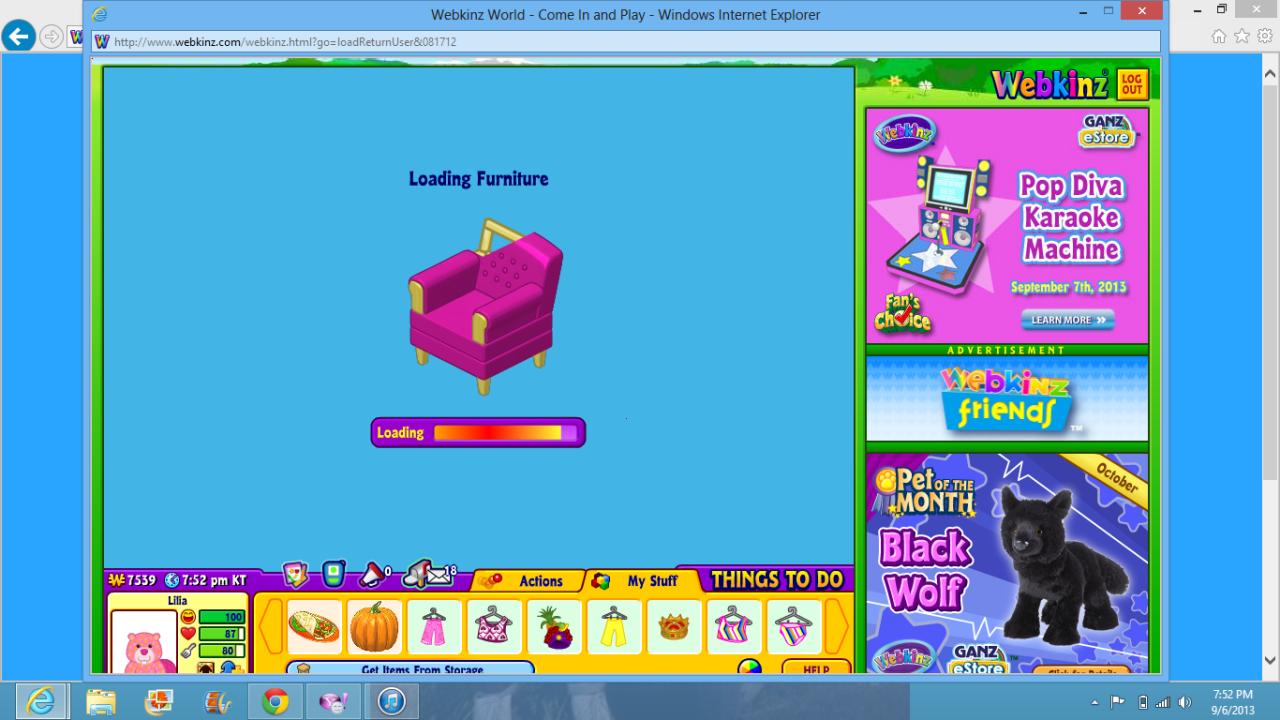 Webkinz World - Come In and Play - Windows Internet Explorer
http://www.webkinz.com/webkinz.html?go=loadReturnUser&081712
Webkinz
LOG OUT
Loading Furniture
Loading
Webkinz
GANZ eStore
Pop Diva
Karaoke
Machine
September 7th, 2013
Fan's Choice
LEARN MORE
ADVERTISEMENT
Webkinz
friends™
October
Pet OF THE MONTH
Black
Wolf
Webkinz
GANZ eStore
Click for Details
7539
7:52 pm KT
0
18
Actions
My Stuff
THINGS TO DO
Lilia
100
87
80
Get Items From Storage
HELP
7:52 PM
9/6/2013